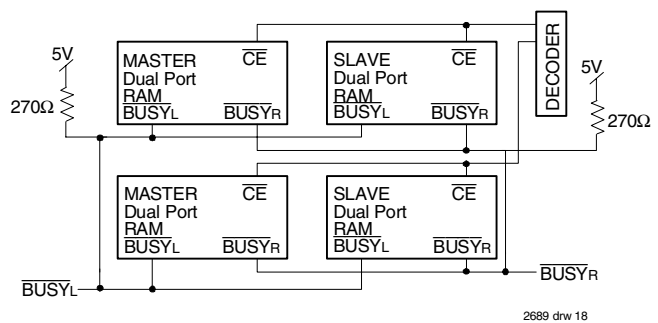 MASTER
Dual Port
RAM
BUSYL
CE
BUSYR
SLAVE
Dual Port
RAM
BUSYL
CE
BUSYR
DECODER
5V
270Ω
5V
270Ω
MASTER
Dual Port
RAM
BUSYL
CE
BUSYR
SLAVE
Dual Port
RAM
BUSYL
CE
BUSYR
BUSYL
BUSYR
2689 drw 18